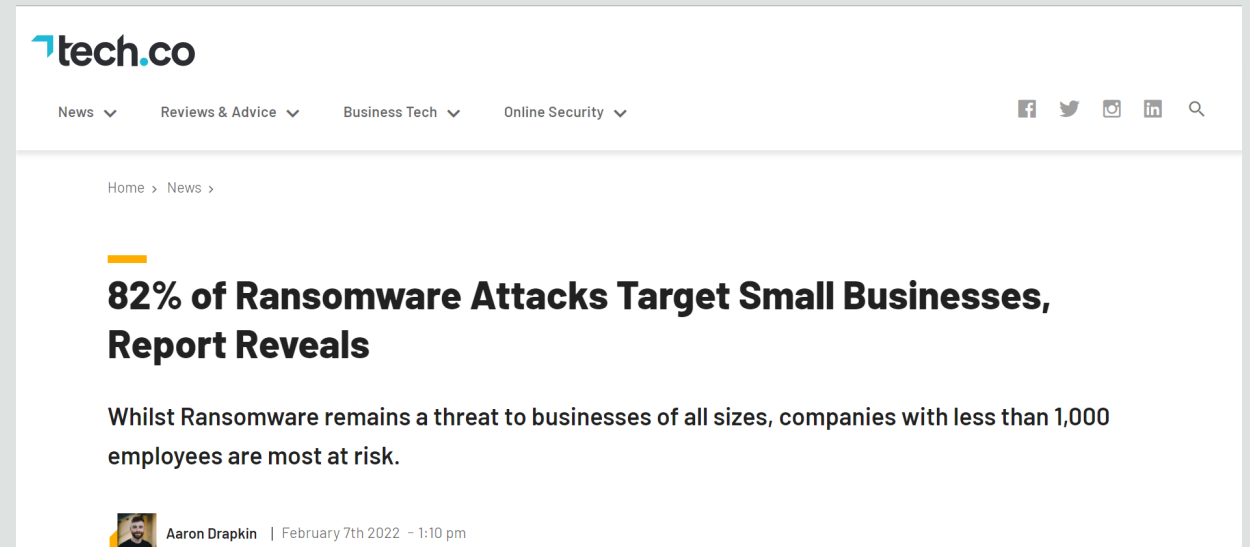 tech.co
News Reviews & Advice Business Tech Online Security
Home › News ›
82% of Ransomware Attacks Target Small Businesses,
Report Reveals
Whilst Ransomware remains a threat to businesses of all sizes, companies with less than 1,000
employees are most at risk.
Aaron Drapkin | February 7th 2022 - 1:10 pm